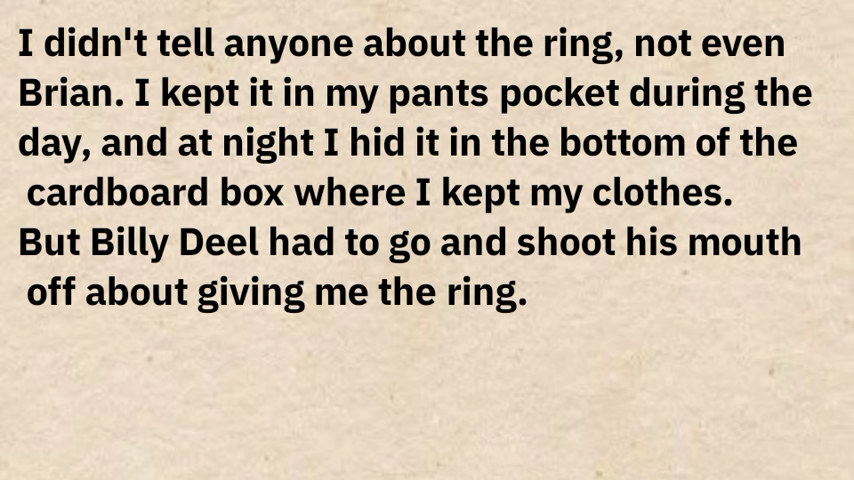 I didn't tell anyone about the ring, not even
Brian. I kept it in my pants pocket during the
day, and at night I hid it in the bottom of the
cardboard box where I kept my clothes.
But Billy Deel had to go and shoot his mouth
off about giving me the ring.